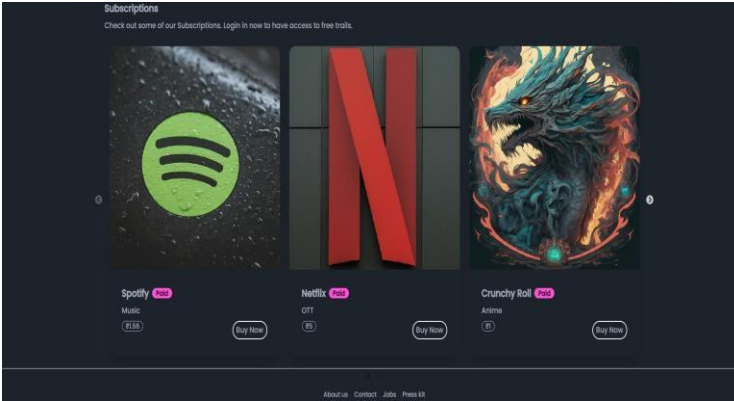 Subscriptions
Check out some of our Subscriptions. Login in now to have access to free trails.
Spotify Paid
Music
₹1.56
Buy Now
Netflix Paid
OTT
₹5
Buy Now
Crunchy Roll Paid
Anime
₹1
Buy Now
About us Contact Jobs Press kit